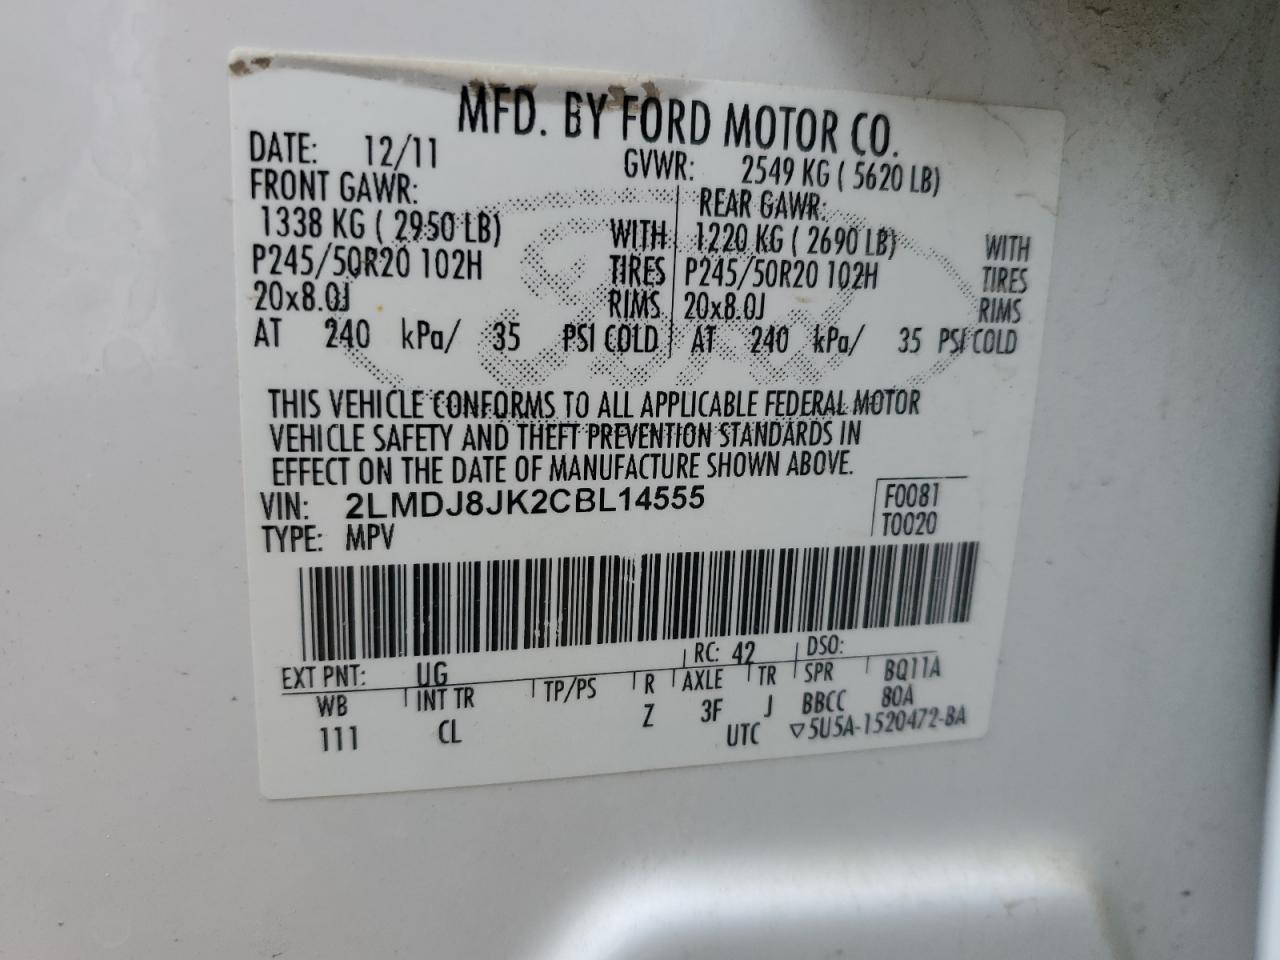 MFD. BY FORD MOTOR CO.
DATE: 12/11 GVWR: 2549 KG ( 5620 LB)
FRONT GAWR: REAR GAWR:
1338 KG ( 2950 LB) WITH 1220 KG ( 2690 LB) WITH
P245/50R20 102H TIRES P245/50R20 102H TIRES
20x8.0J RIMS 20x8.0J RIMS
AT 240 kPa/ 35 PSI COLD AT 240 kPa/ 35 PSI COLD
THIS VEHICLE CONFORMS TO ALL APPLICABLE FEDERAL MOTOR
VEHICLE SAFETY AND THEFT PREVENTION STANDARDS IN
EFFECT ON THE DATE OF MANUFACTURE SHOWN ABOVE.
VIN: 2LMDJ8JK2CBL14555 F0081
TYPE: MPV T0020
EXT PNT: UG RC: 42 DSO:
WB INT TR TP/PS R AXLE TR SPR BQ11A
111 CL Z 3F J BBCC 80A
UTC ▽5U5A-1520472-BA